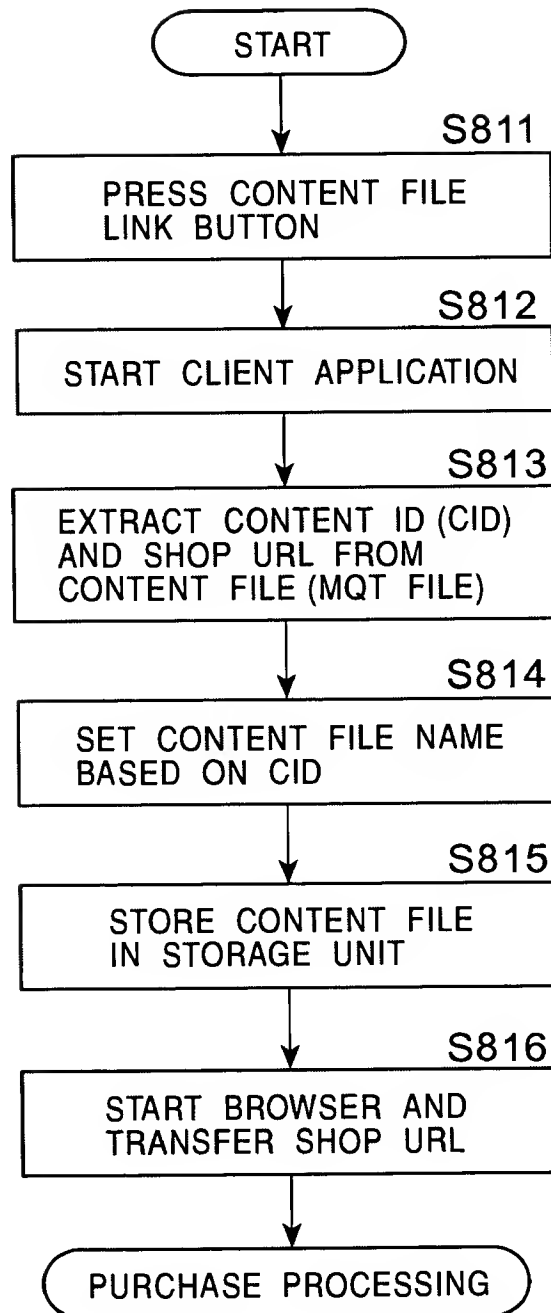 START
S811
PRESS CONTENT FILE
LINK BUTTON
S812
START CLIENT APPLICATION
S813
EXTRACT CONTENT ID (CID)
AND SHOP URL FROM
CONTENT FILE (MQT FILE)
S814
SET CONTENT FILE NAME
BASED ON CID
S815
STORE CONTENT FILE
IN STORAGE UNIT
S816
START BROWSER AND
TRANSFER SHOP URL
PURCHASE PROCESSING